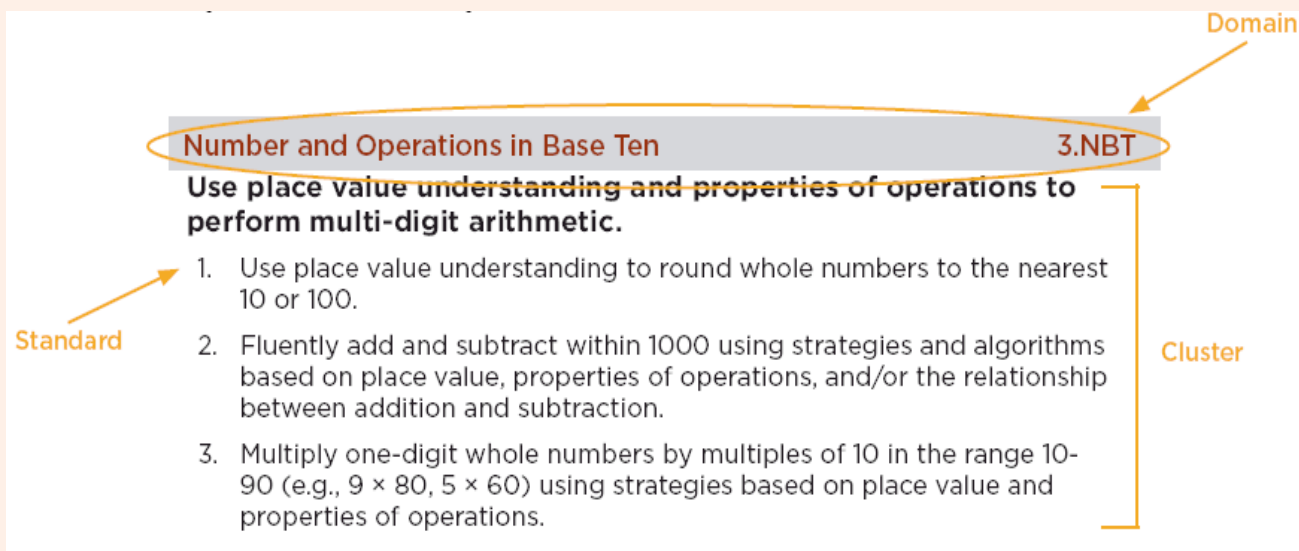 Domain
Number and Operations in Base Ten 3.NBT
Use place value understanding and properties of operations to
perform multi-digit arithmetic.
1. Use place value understanding to round whole numbers to the nearest
10 or 100.
Standard
2. Fluently add and subtract within 1000 using strategies and algorithms
based on place value, properties of operations, and/or the relationship
between addition and subtraction.
Cluster
3. Multiply one-digit whole numbers by multiples of 10 in the range 10-
90 (e.g., 9 × 80, 5 × 60) using strategies based on place value and
properties of operations.